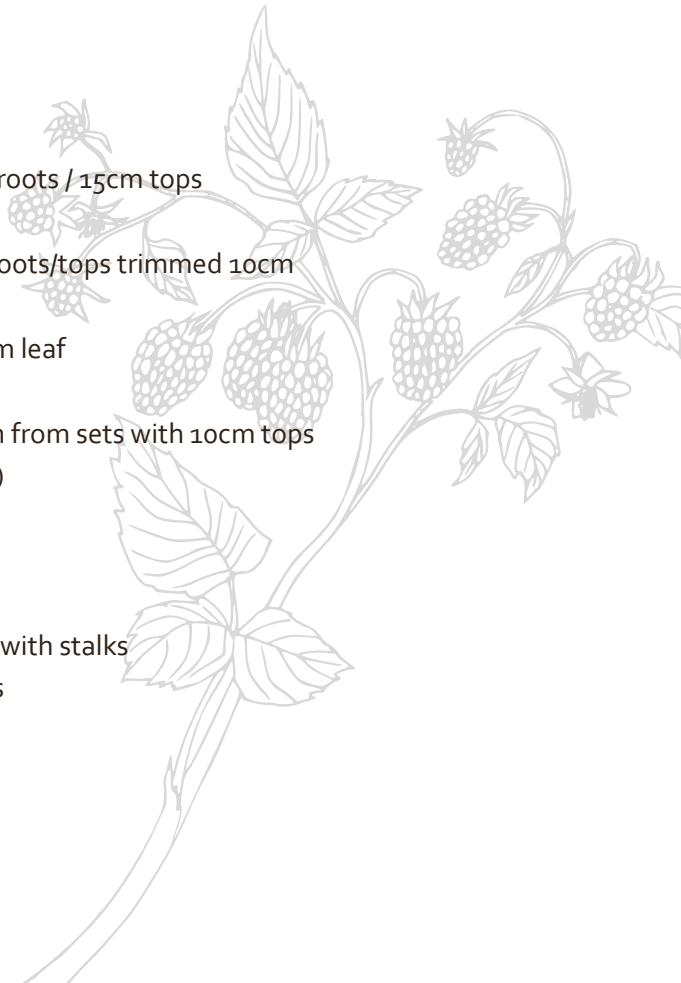 roots / 15cm tops
oots/tops trimmed 10cm
m leaf
from sets with 10cm tops
)
with stalks
s